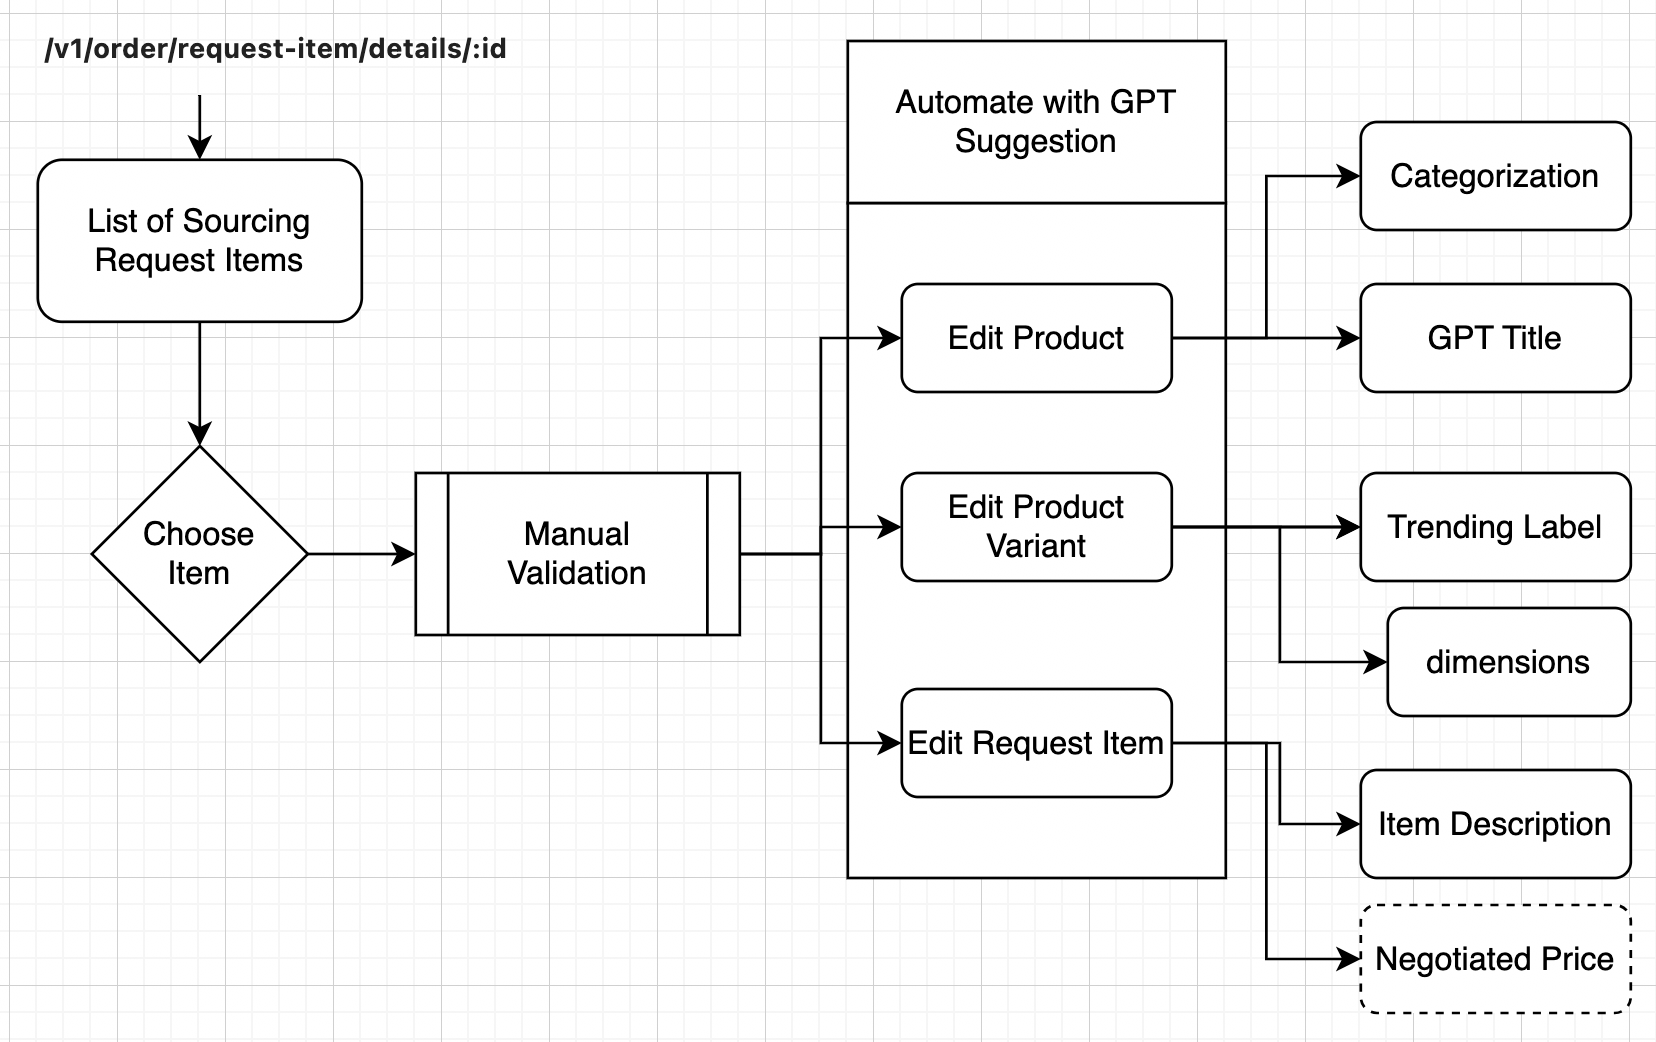 /v1/order/request-item/details/:id
List of Sourcing
Request Items
Choose
Item
Manual
Validation
Automate with GPT
Suggestion
Edit Product
Edit Product
Variant
Edit Request Item
Categorization
GPT Title
Trending Label
dimensions
Item Description
Negotiated Price